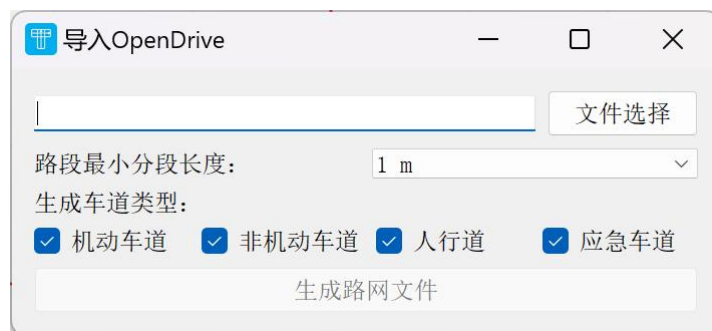 导入OpenDrive
文件选择
路段最小分段长度： 1 m
生成车道类型：
机动车道 非机动车道 人行道 应急车道
生成路网文件